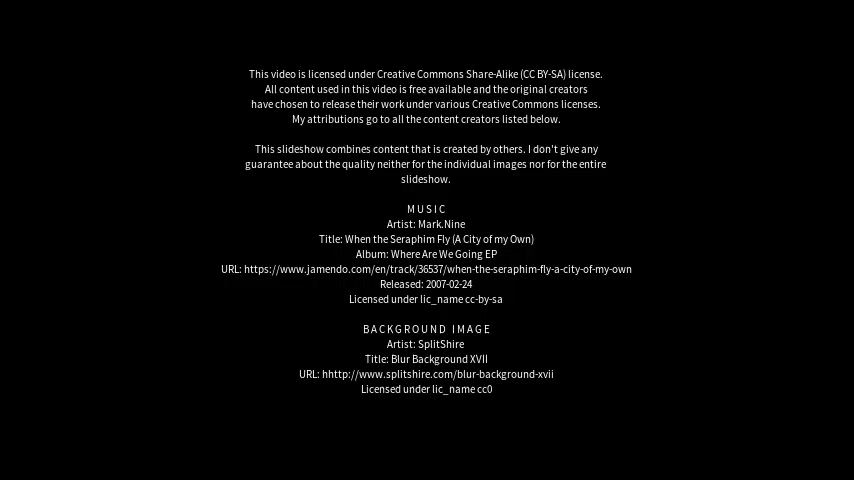 This video is licensed under Creative Commons Share-Alike (CC BY-SA) license.
All content used in this video is free available and the original creators
have chosen to release their work under various Creative Commons licenses.
My attributions go to all the content creators listed below.
This slideshow combines content that is created by others. I don't give any
guarantee about the quality neither for the individual images nor for the entire
slideshow.
MUSIC
Artist: Mark.Nine
Title: When the Seraphim Fly (A City of my Own)
Album: Where Are We Going EP
URL: https://www.jamendo.com/en/track/36537/when-the-seraphim-fly-a-city-of-my-own
Released: 2007-02-24
Licensed under lic_name cc-by-sa
BACKGROUND IMAGE
Artist: SplitShire
Title: Blur Background XVII
URL: hhttp://www.splitshire.com/blur-background-xvii
Licensed under lic_name cc0